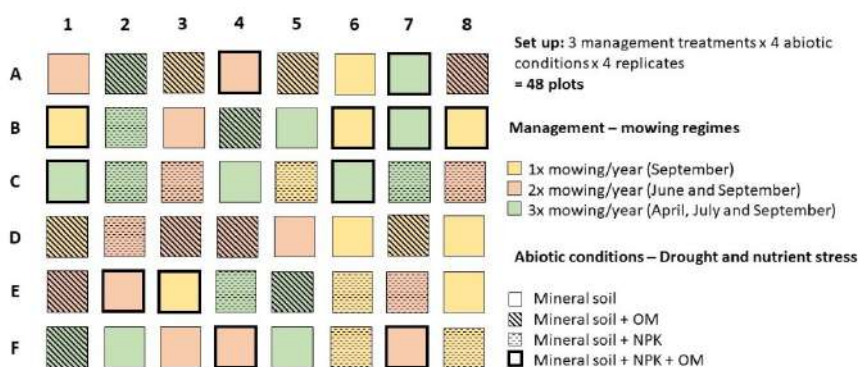 1 2 3 4 5 6 7 8
A
B
C
D
E
F
Set up: 3 management treatments x 4 abiotic
conditions x 4 replicates
= 48 plots
Management – mowing regimes
1x mowing/year (September)
2x mowing/year (June and September)
3x mowing/year (April, July and September)
Abiotic conditions – Drought and nutrient stress
Mineral soil
Mineral soil + OM
Mineral soil + NPK
Mineral soil + NPK + OM